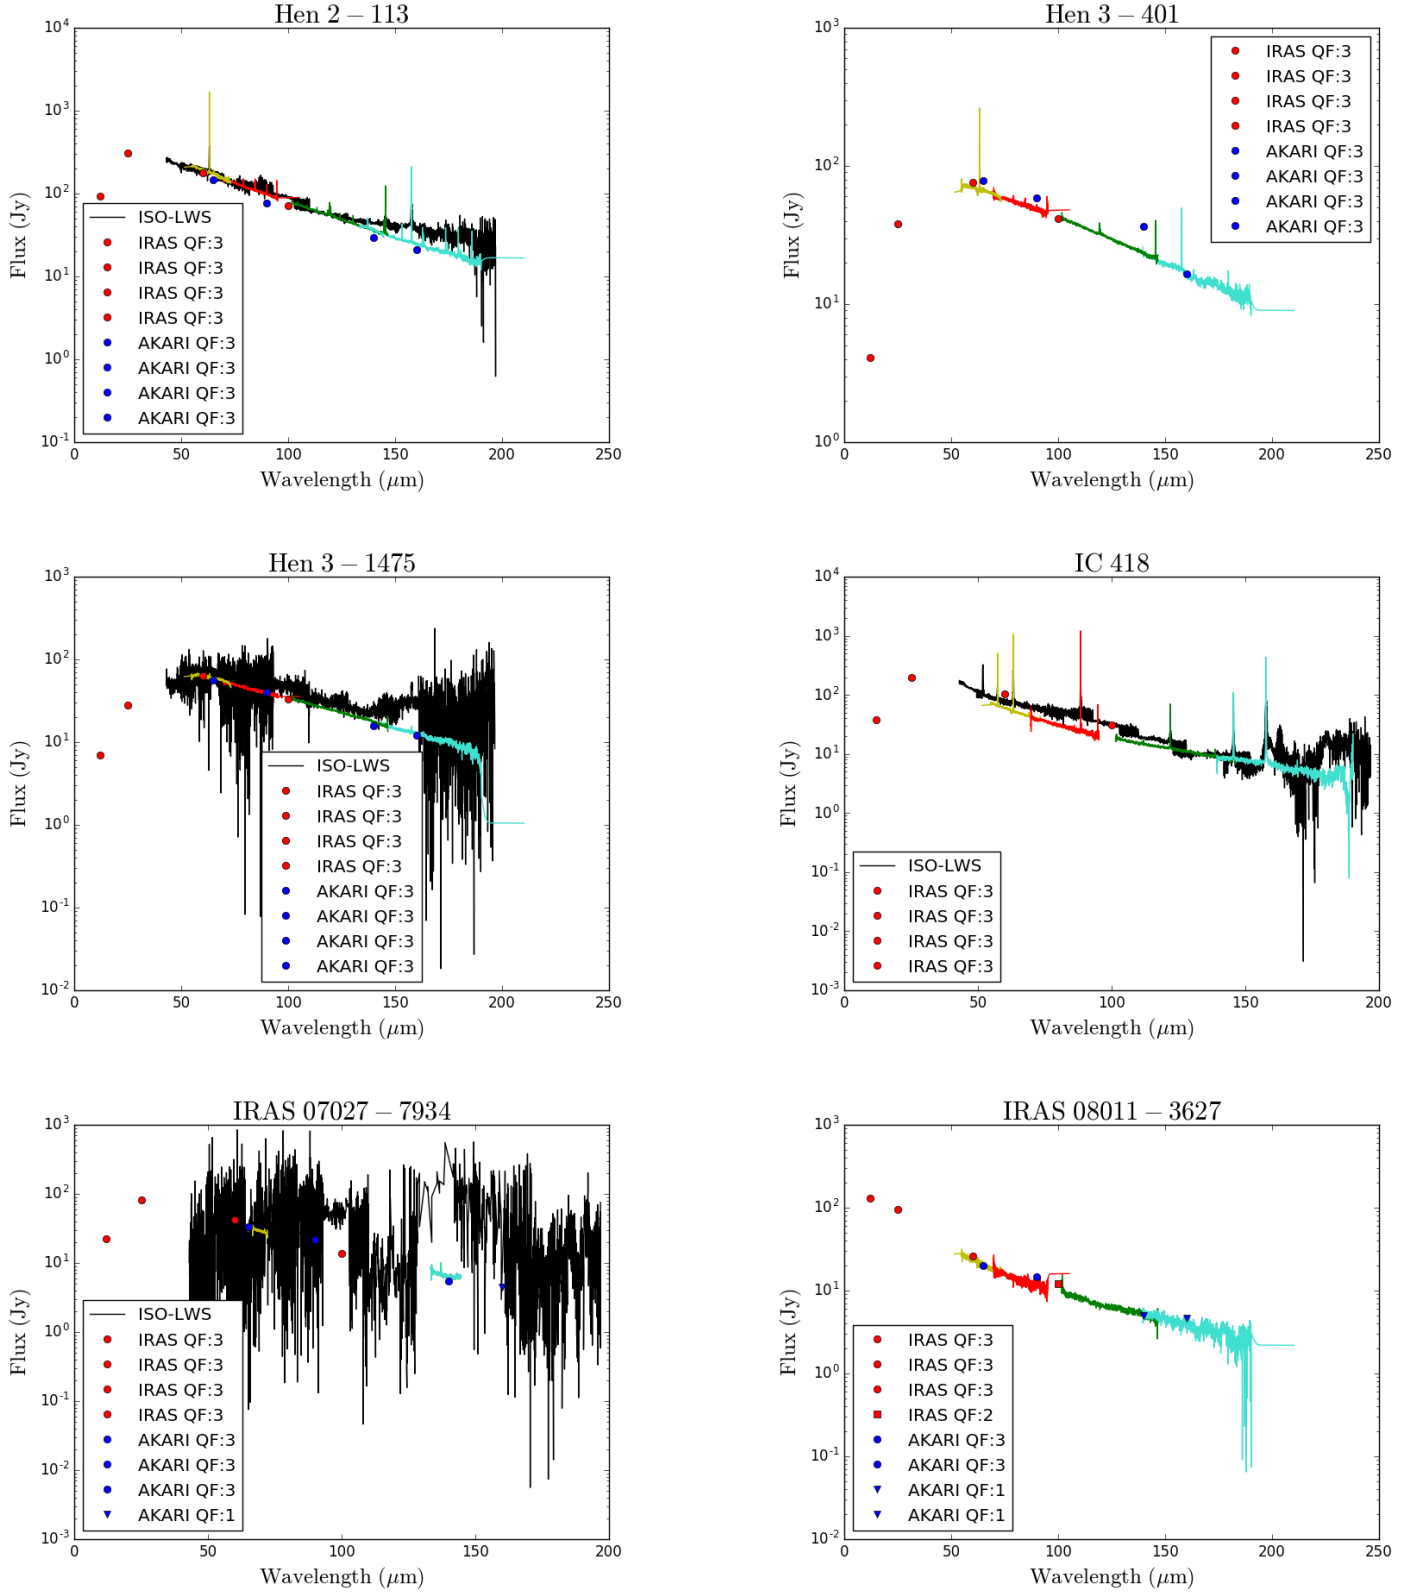 Hen 2 − 113
10^4
10^3
10^2
10^1
10^0
10^-1
Flux (Jy)
ISO-LWS
IRAS QF:3
IRAS QF:3
IRAS QF:3
IRAS QF:3
AKARI QF:3
AKARI QF:3
AKARI QF:3
AKARI QF:3
0 50 100 150 200 250
Wavelength (μm)
Hen 3 − 401
10^3
10^2
10^1
10^0
Flux (Jy)
IRAS QF:3
IRAS QF:3
IRAS QF:3
IRAS QF:3
AKARI QF:3
AKARI QF:3
AKARI QF:3
AKARI QF:3
0 50 100 150 200 250
Wavelength (μm)
Hen 3 − 1475
10^3
10^2
10^1
10^0
10^-1
10^-2
Flux (Jy)
ISO-LWS
IRAS QF:3
IRAS QF:3
IRAS QF:3
IRAS QF:3
AKARI QF:3
AKARI QF:3
AKARI QF:3
AKARI QF:3
0 50 100 150 200 250
Wavelength (μm)
IC 418
10^4
10^3
10^2
10^1
10^0
10^-1
10^-2
10^-3
Flux (Jy)
ISO-LWS
IRAS QF:3
IRAS QF:3
IRAS QF:3
IRAS QF:3
0 50 100 150 200
Wavelength (μm)
IRAS 07027 − 7934
10^3
10^2
10^1
10^0
10^-1
10^-2
10^-3
Flux (Jy)
ISO-LWS
IRAS QF:3
IRAS QF:3
IRAS QF:3
IRAS QF:3
AKARI QF:3
AKARI QF:3
AKARI QF:3
AKARI QF:1
0 50 100 150 200
Wavelength (μm)
IRAS 08011 − 3627
10^3
10^2
10^1
10^0
10^-1
10^-2
Flux (Jy)
IRAS QF:3
IRAS QF:3
IRAS QF:3
IRAS QF:2
AKARI QF:3
AKARI QF:3
AKARI QF:1
AKARI QF:1
0 50 100 150 200 250
Wavelength (μm)